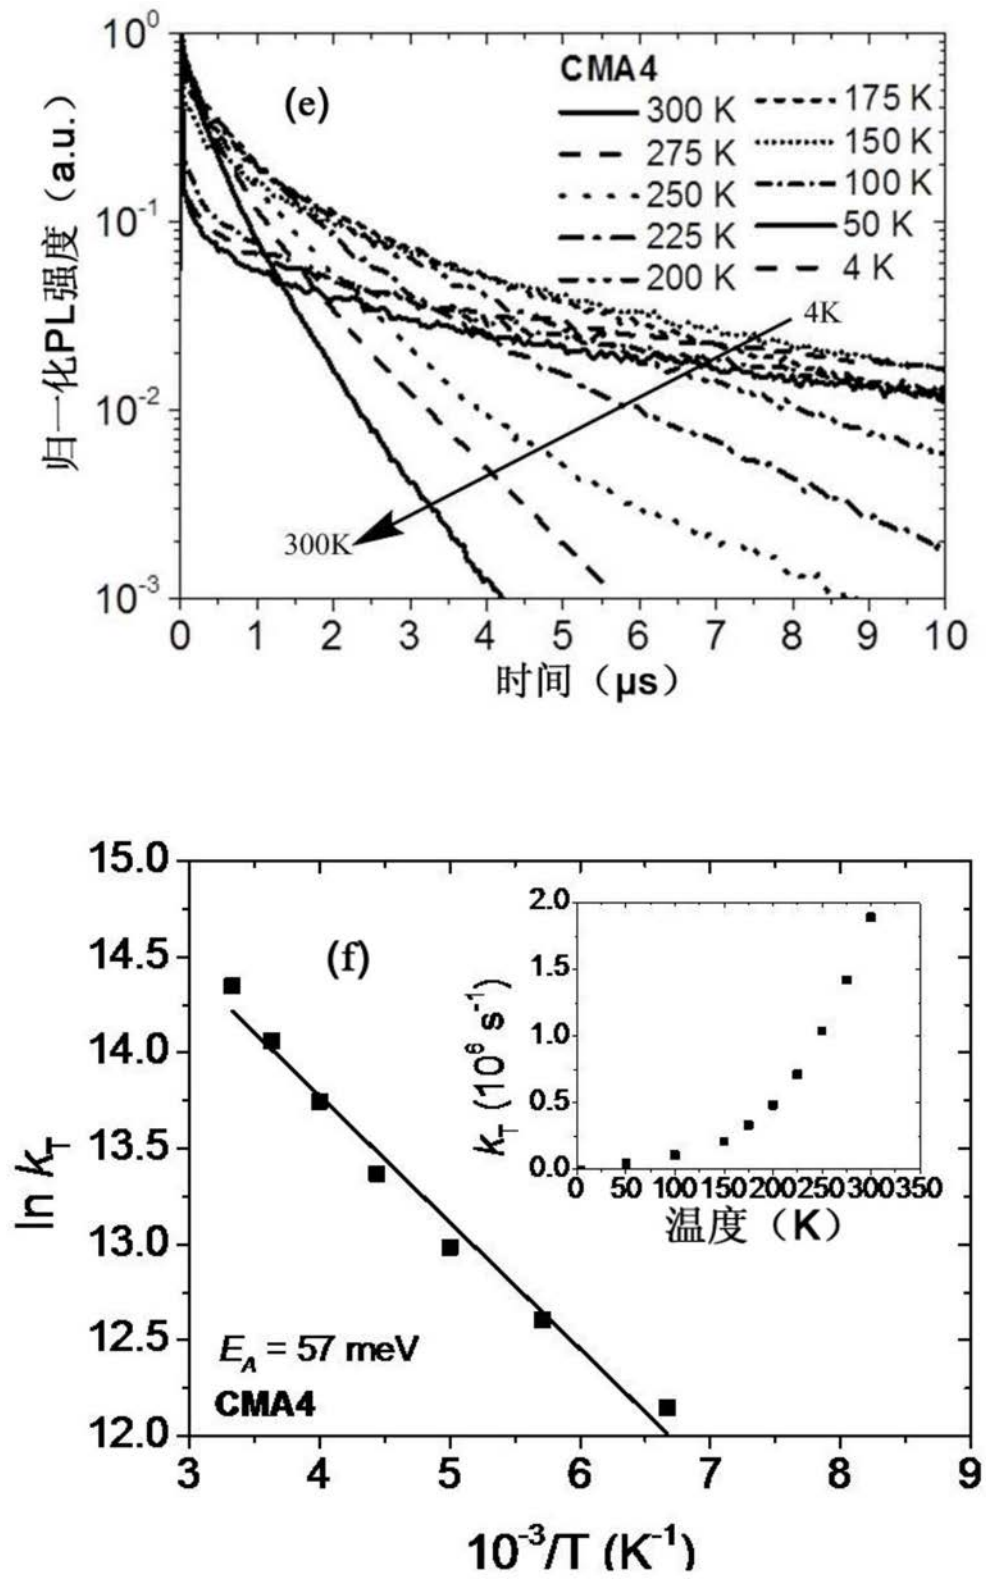 10⁰
10⁻¹
10⁻²
10⁻³
归一化PL强度（a.u.）
(e)
CMA4
300 K
275 K
250 K
225 K
200 K
175 K
150 K
100 K
50 K
4 K
4K
300K
0 1 2 3 4 5 6 7 8 9 10
时间（μs）
15.0
14.5
14.0
13.5
13.0
12.5
12.0
ln k_T
(f)
2.0
1.5
1.0
0.5
0.0
k_T (10⁶ s⁻¹)
0 50 100 150 200 250 300 350
温度（K）
E_A = 57 meV
CMA4
3 4 5 6 7 8 9
10⁻³/T (K⁻¹)